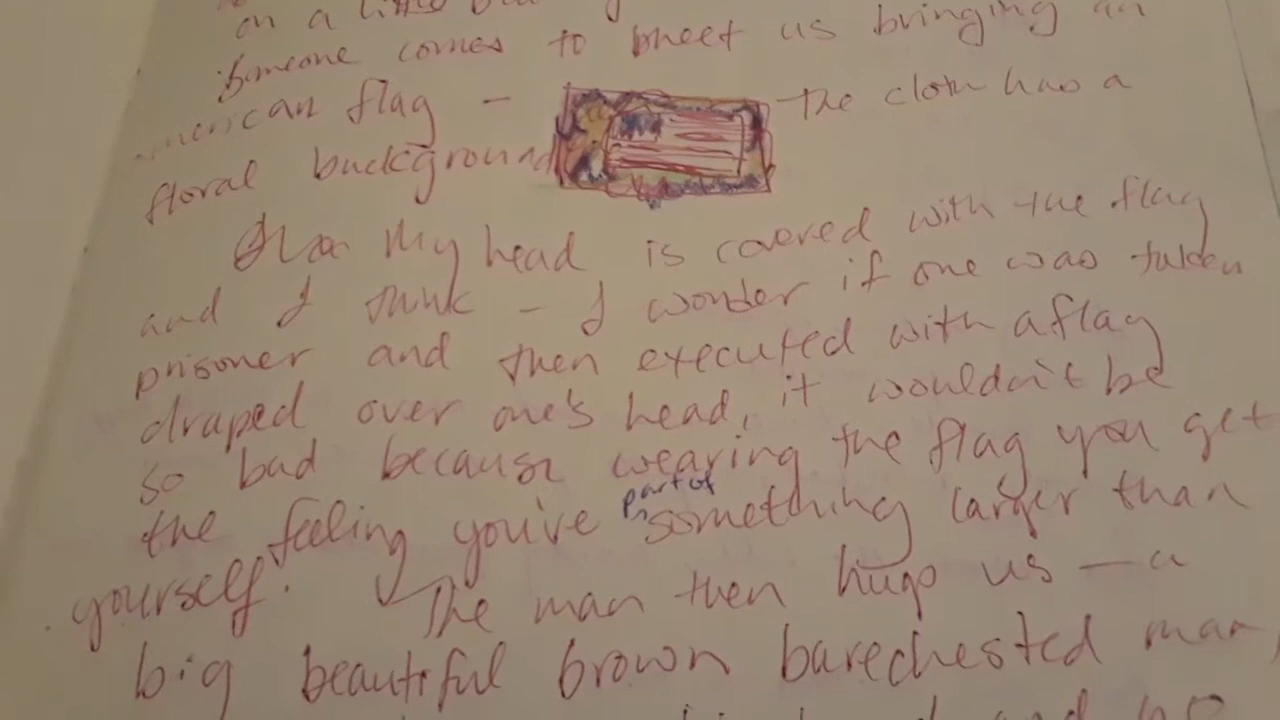 on a little
Someone comes to meet us bringing an
American flag — the cloth has a
floral background
My head is covered with the flag
and I think - I wonder if one was taken
prisoner and then executed with a flag
draped over one's head, it wouldn't be
so bad because wearing the flag you get
the feeling you've part of something larger than
yourself. The man then hugs us — a
big beautiful brown barechested man,